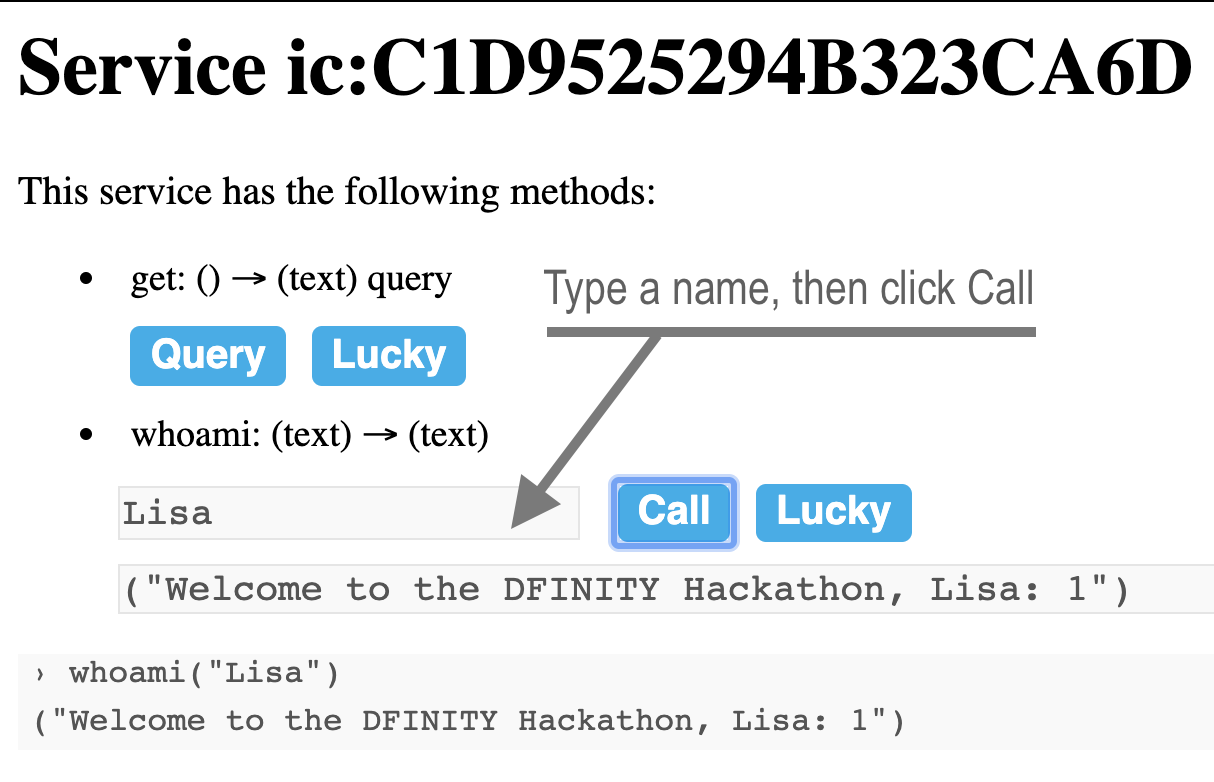 Service ic:C1D9525294B323CA6D
This service has the following methods:
• get: () → (text) query
Type a name, then click Call
Query Lucky
• whoami: (text) → (text)
Lisa Call Lucky
("Welcome to the DFINITY Hackathon, Lisa: 1")
› whoami("Lisa")
("Welcome to the DFINITY Hackathon, Lisa: 1")